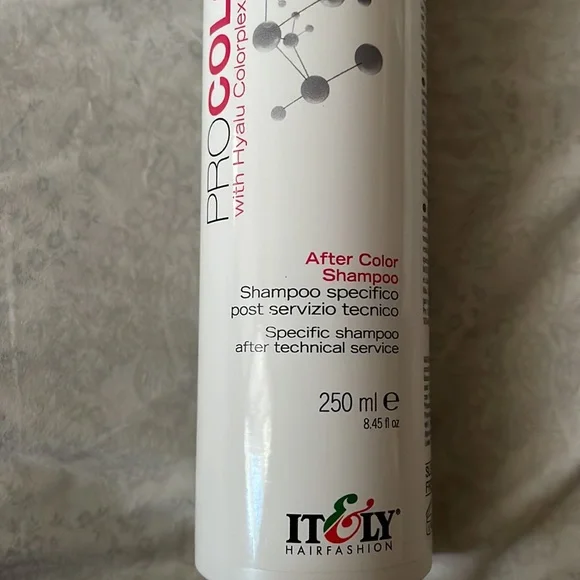 with Hyalu Colorplex
After Color
Shampoo
Shampoo specifico
post servizio tecnico
Specific shampoo
after technical service
250 ml ℮
8.45 fl oz
IT&LY®
HAIRFASHION